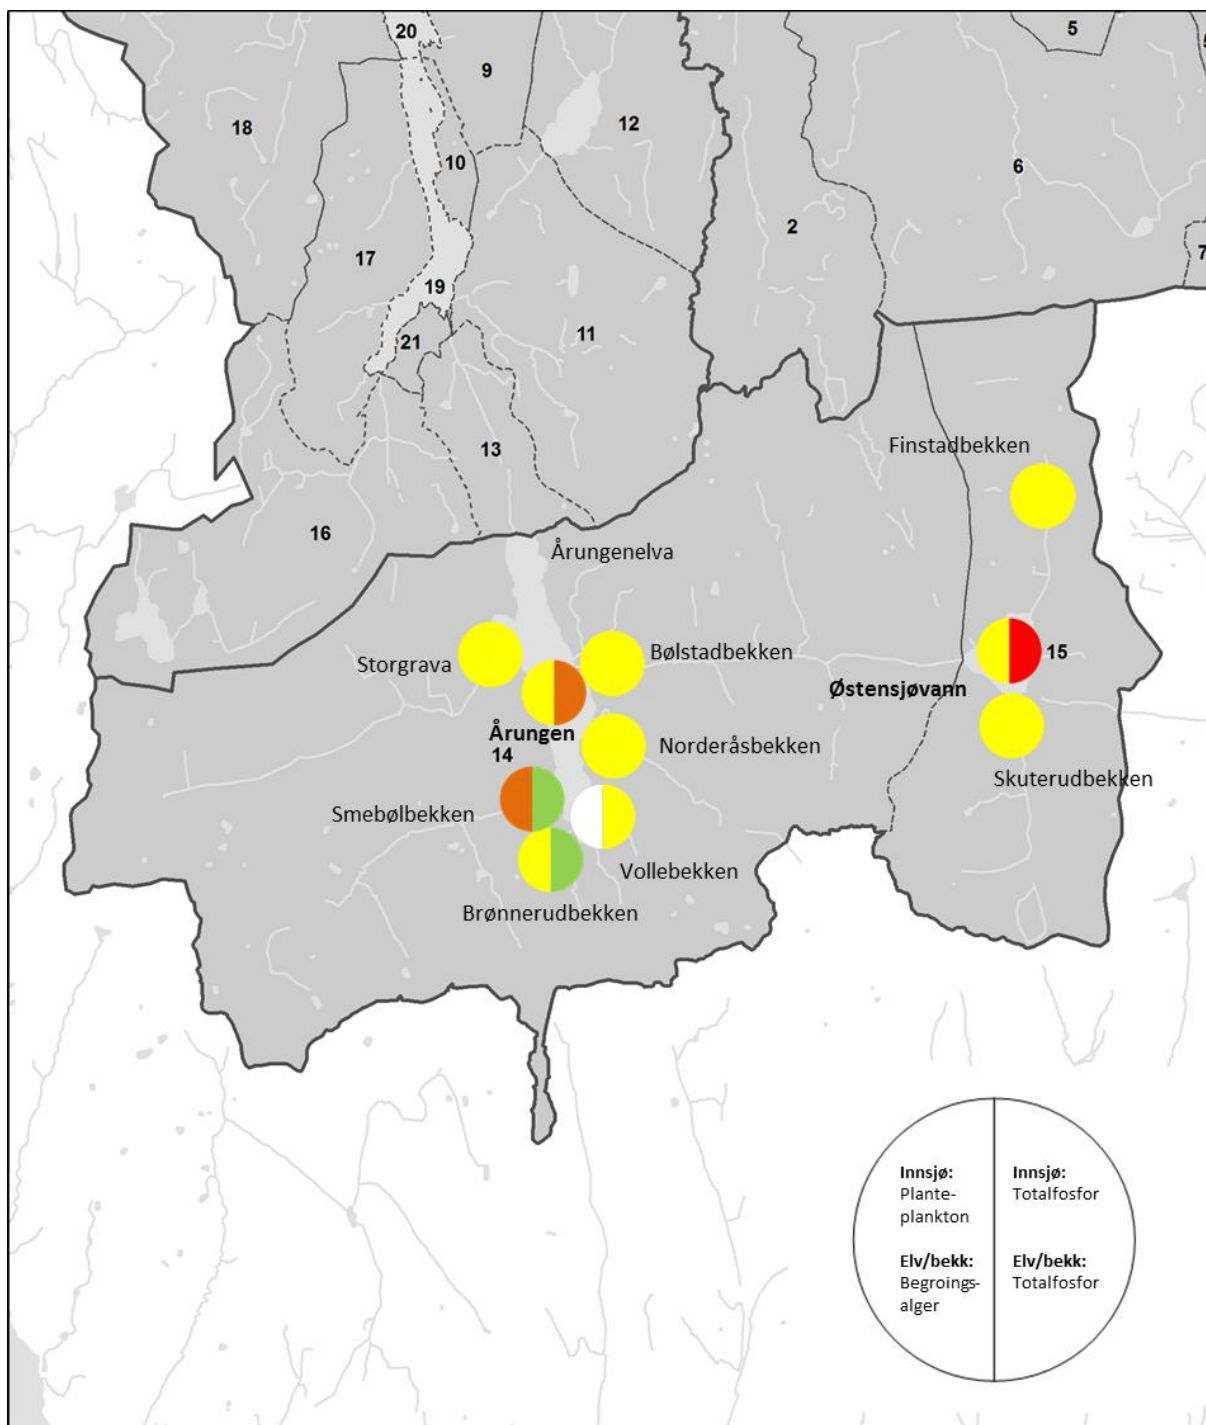 20
5
9
18
12
10
6
2
7
17
19
11
21
13
16
Finstadbekken
Årungenelva
Storgrava
Bølstadbekken
15
Østensjøvann
Årungen
14
Norderåsbekken
Skuterudbekken
Smebølbekken
Vollebekken
Brønnerudbekken
Innsjø:
Plante-
plankton
Elv/bekk:
Begroings-
alger
Innsjø:
Totalfosfor
Elv/bekk:
Totalfosfor